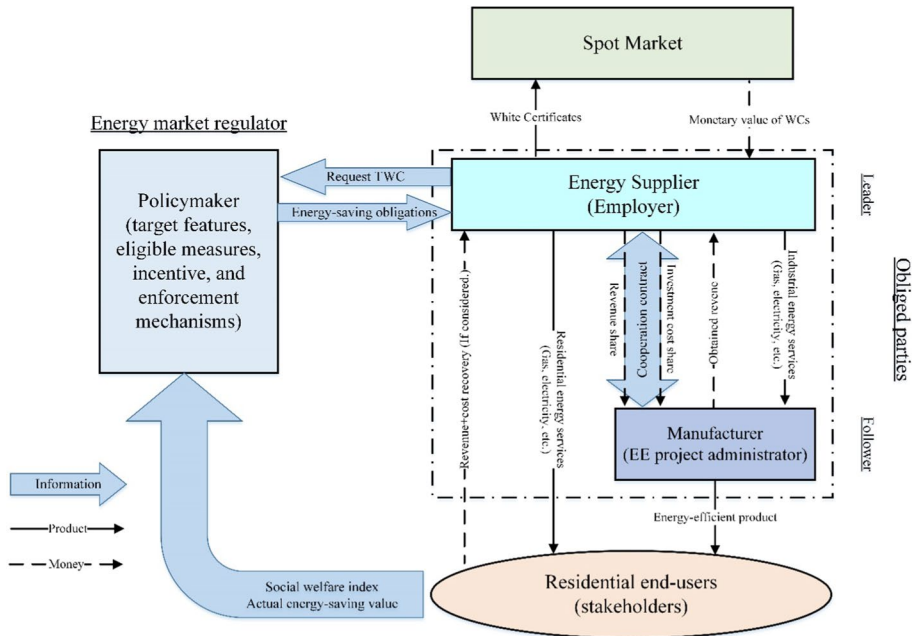 Spot Market
White Certificates
Monetary value of WCs
Energy market regulator
Policymaker
(target features,
eligible measures,
incentive, and
enforcement
mechanisms)
Request TWC
Energy-saving obligations
Energy Supplier
(Employer)
Leader
Obliged parties
Follower
Revenue+cost recovery (If considered.)
Residential energy services
(Gas, electricity, etc.)
Revenue share
Cooperation contract
Investment cost share
Obtained revenue
Industrial energy services
(Gas, electricity, etc.)
Manufacturer
(EE project administrator)
Energy-efficient product
Information
Product
Money
Social welfare index
Actual energy-saving value
Residential end-users
(stakeholders)